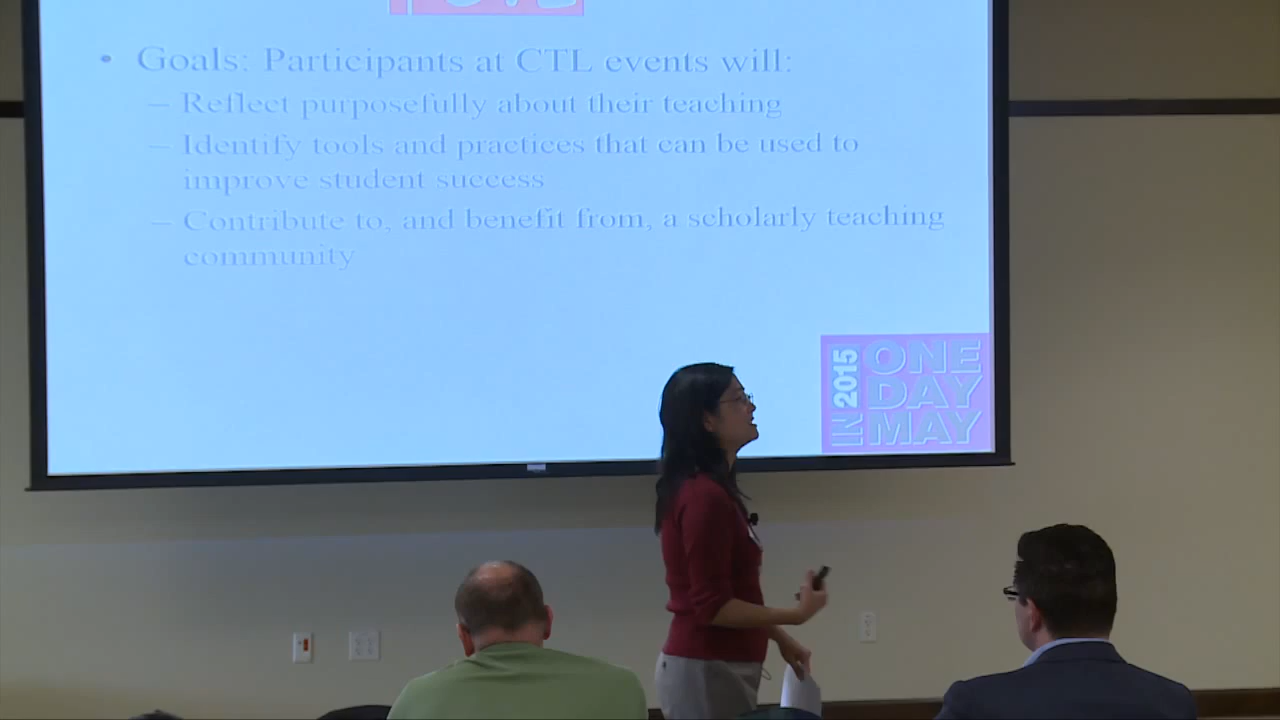 • Goals: Participants at CTL events will:
– Reflect purposefully about their teaching
– Identify tools and practices that can be used to
improve student success
– Contribute to, and benefit from, a scholarly teaching
community
IN 2015
ONE
DAY
MAY